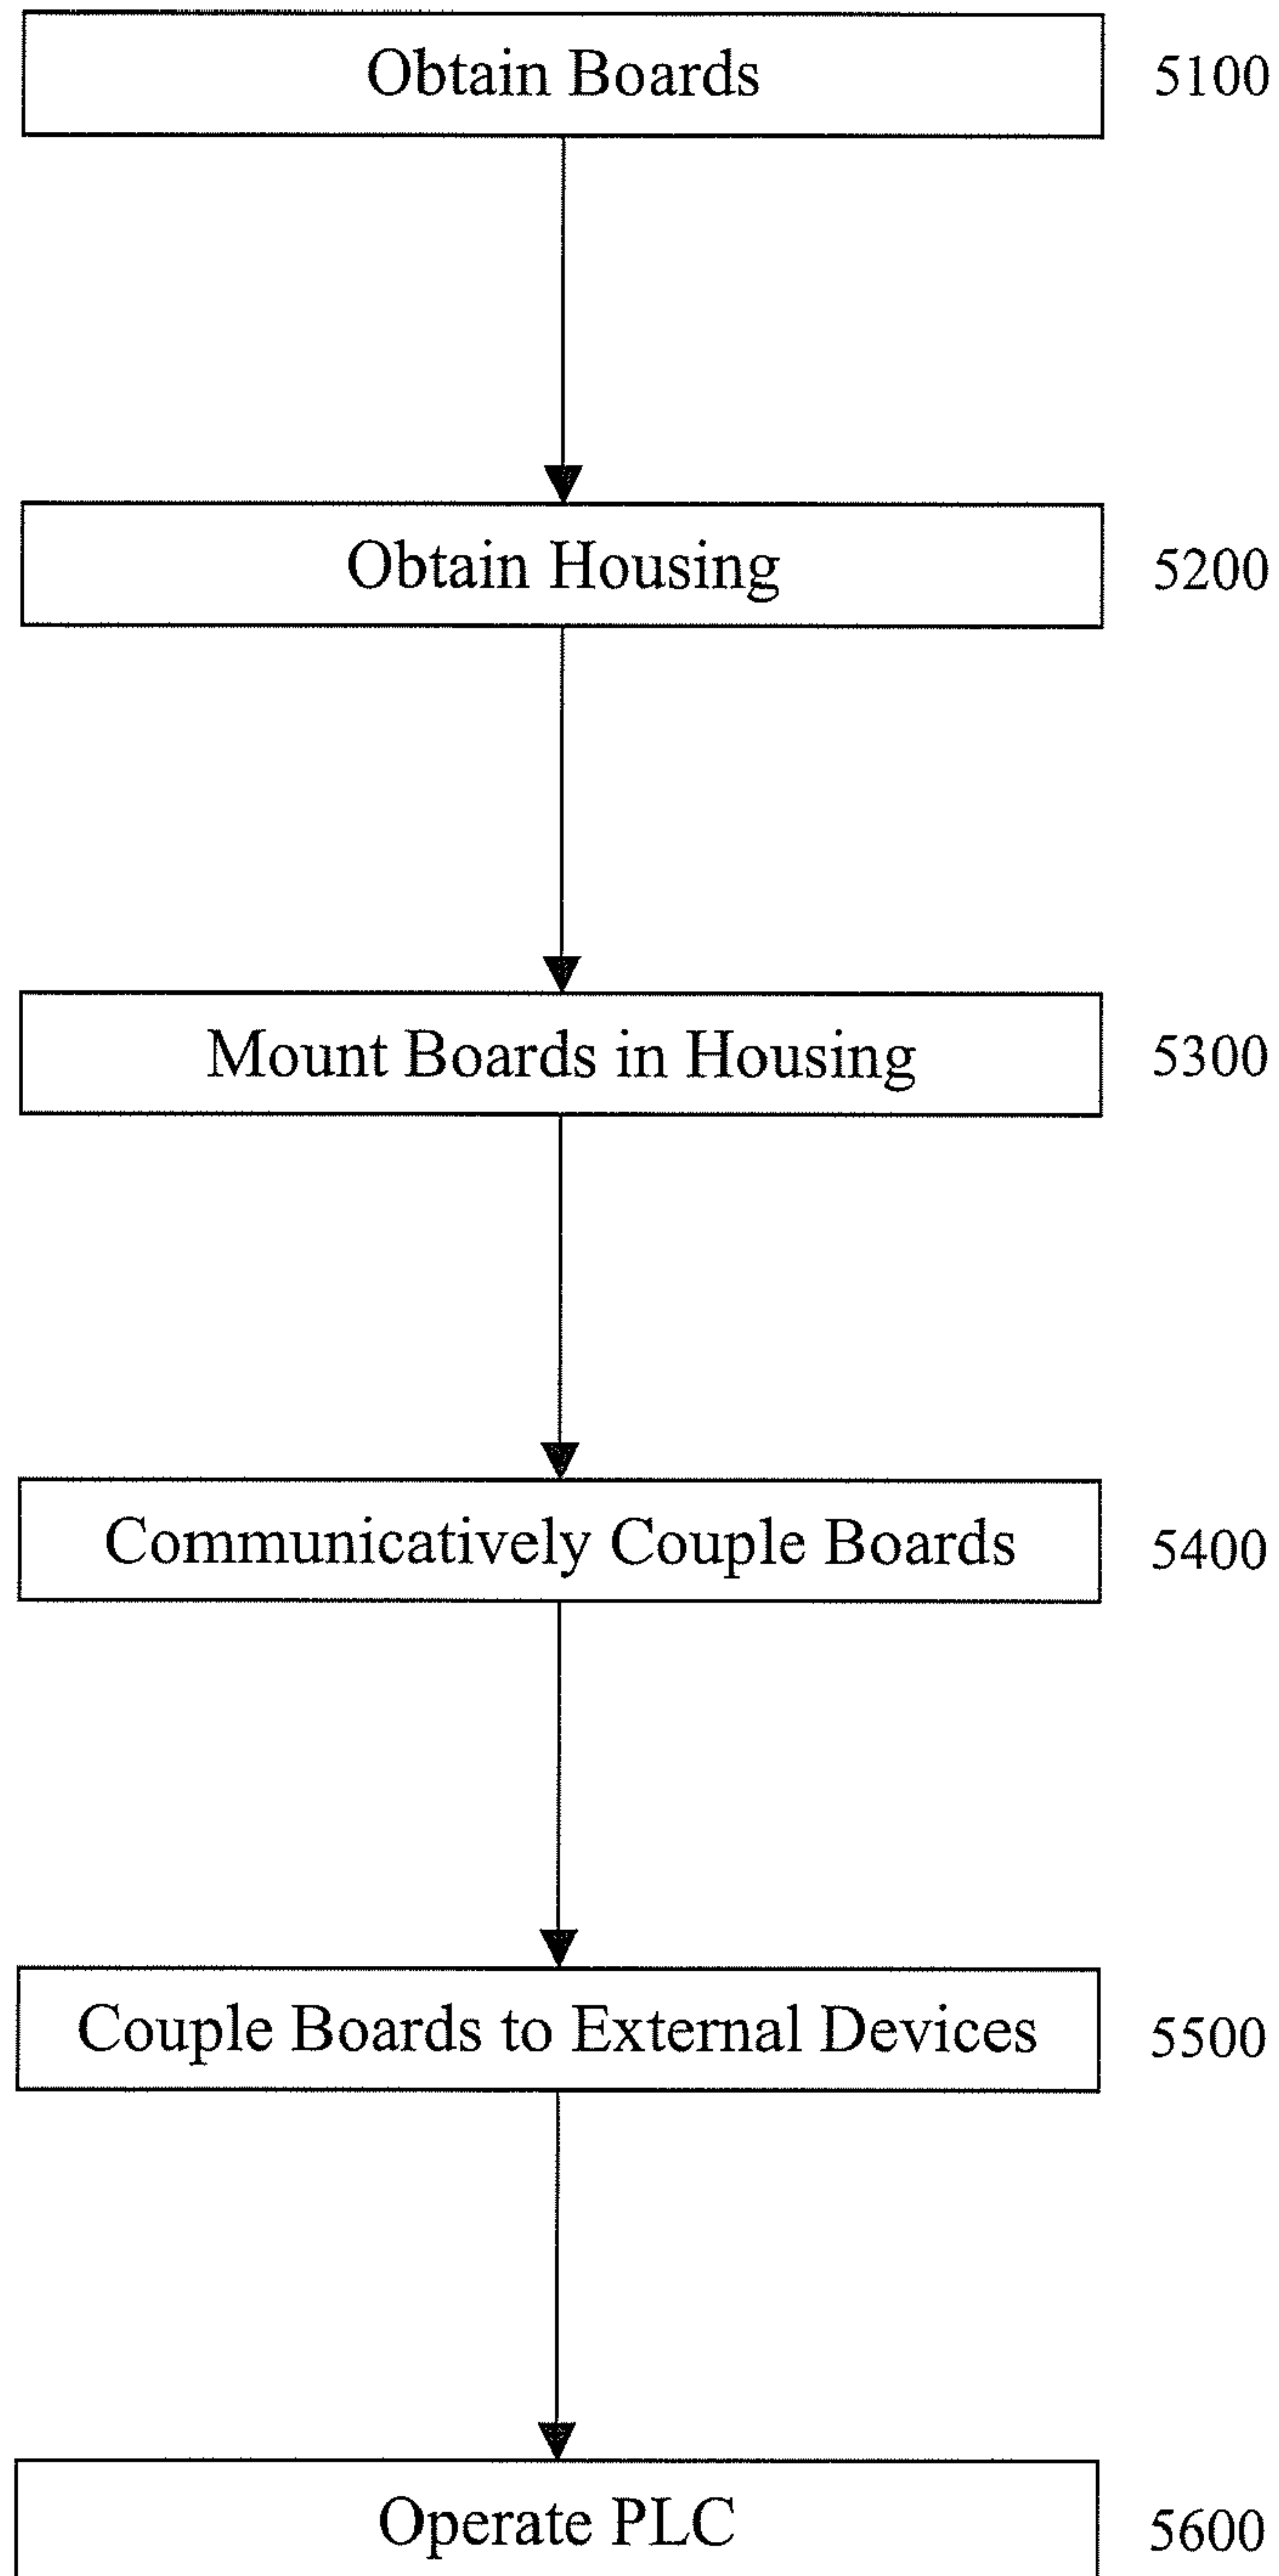 Obtain Boards 5100
Obtain Housing 5200
Mount Boards in Housing 5300
Communicatively Couple Boards 5400
Couple Boards to External Devices 5500
Operate PLC 5600